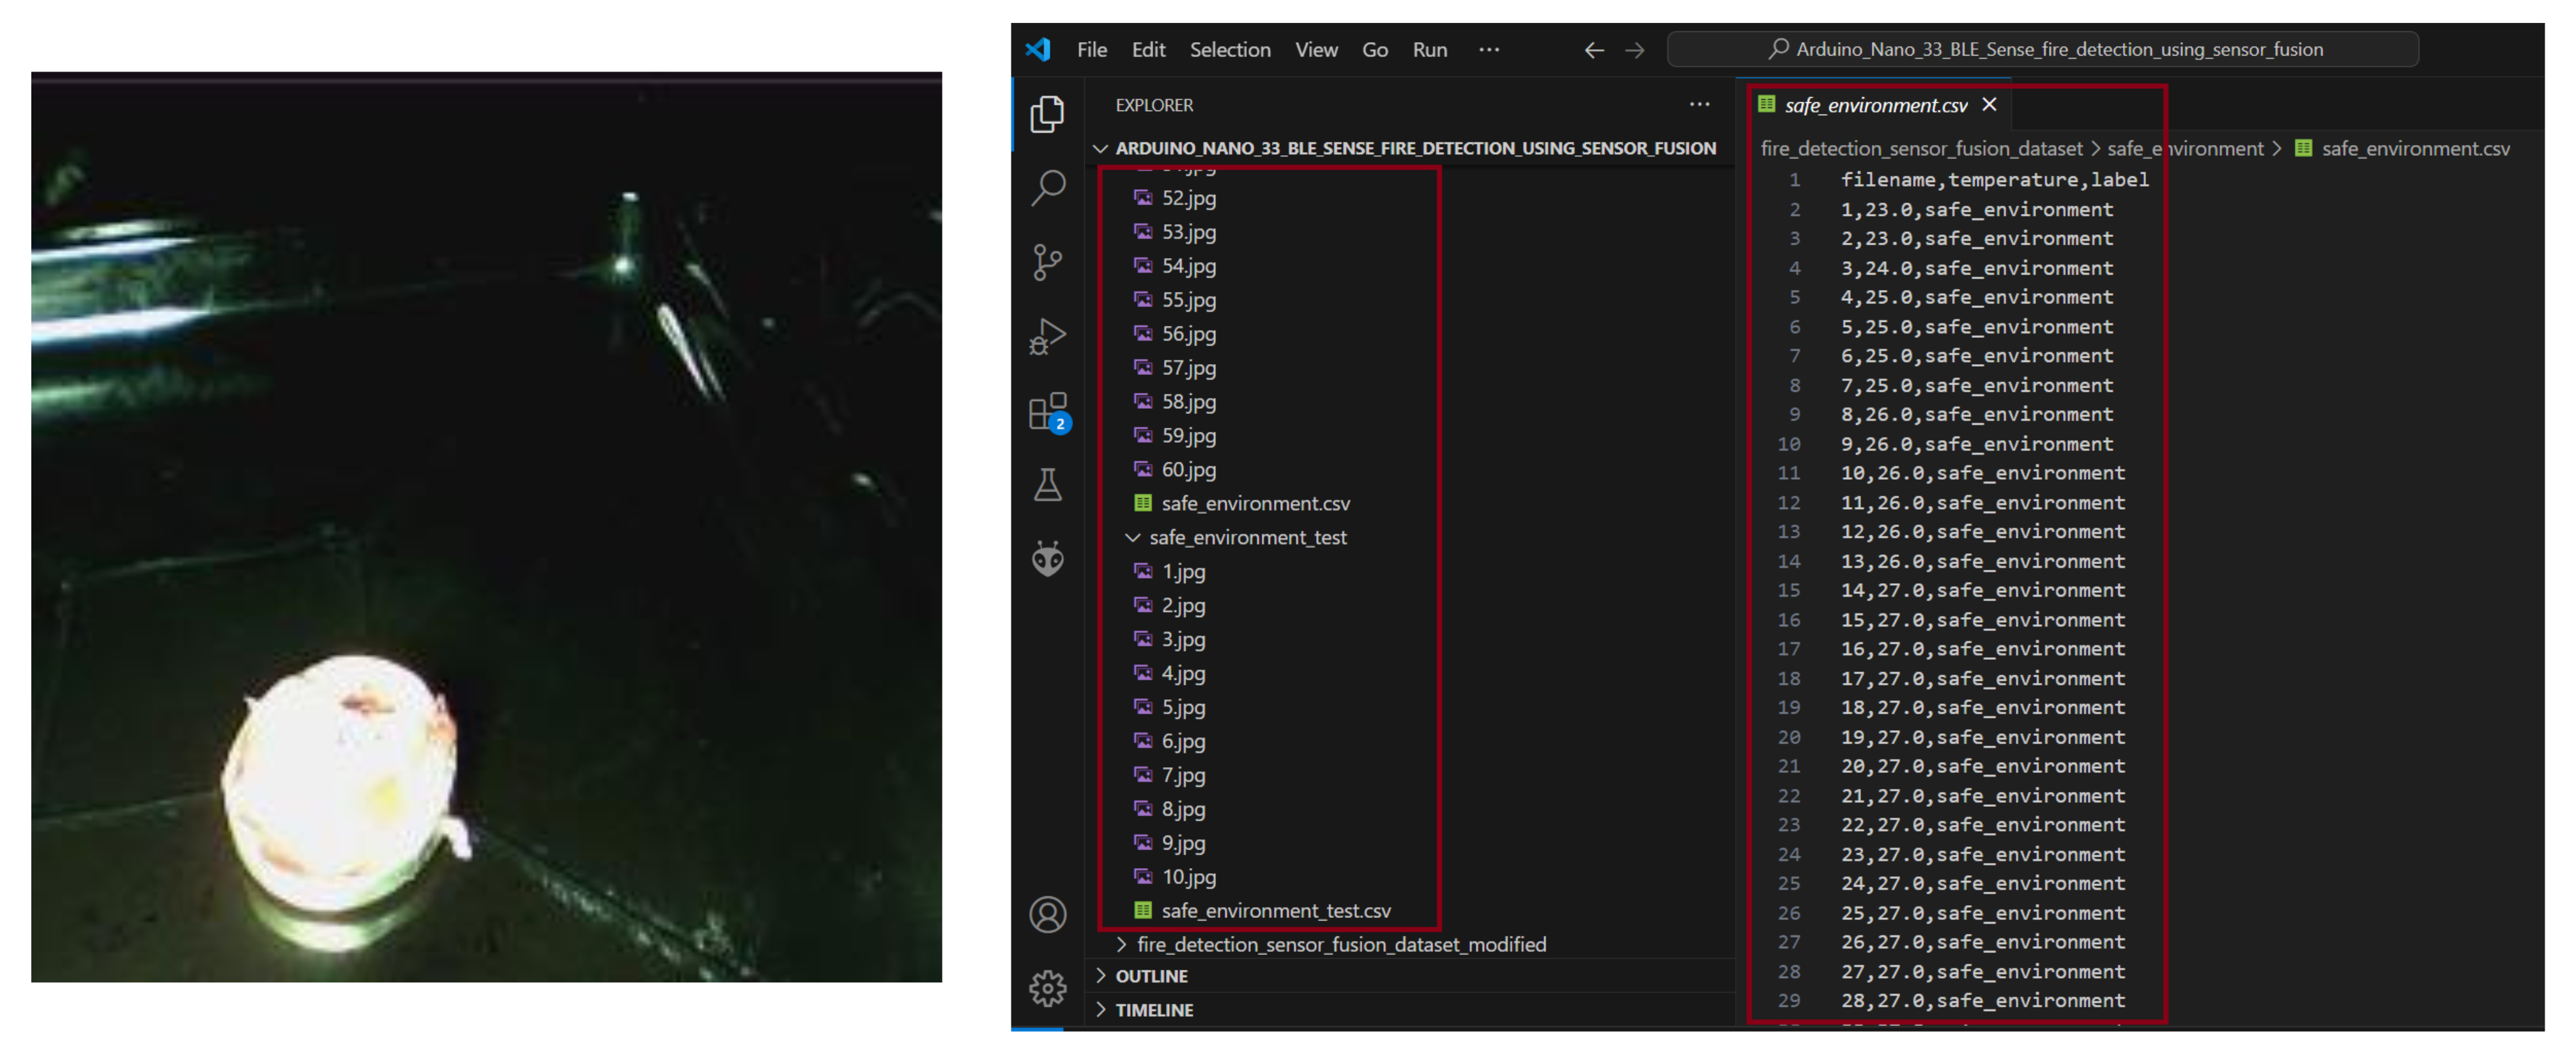 File Edit Selection View Go Run ...
Arduino_Nano_33_BLE_Sense_fire_detection_using_sensor_fusion
EXPLORER
ARDUINO_NANO_33_BLE_SENSE_FIRE_DETECTION_USING_SENSOR_FUSION
52.jpg
53.jpg
54.jpg
55.jpg
56.jpg
57.jpg
58.jpg
59.jpg
60.jpg
safe_environment.csv
safe_environment_test
1.jpg
2.jpg
3.jpg
4.jpg
5.jpg
6.jpg
7.jpg
8.jpg
9.jpg
10.jpg
safe_environment_test.csv
fire_detection_sensor_fusion_dataset_modified
OUTLINE
TIMELINE
2
safe_environment.csv
fire_detection_sensor_fusion_dataset > safe_environment > safe_environment.csv
1 filename,temperature,label
2 1,23.0,safe_environment
3 2,23.0,safe_environment
4 3,24.0,safe_environment
5 4,25.0,safe_environment
6 5,25.0,safe_environment
7 6,25.0,safe_environment
8 7,25.0,safe_environment
9 8,26.0,safe_environment
10 9,26.0,safe_environment
11 10,26.0,safe_environment
12 11,26.0,safe_environment
13 12,26.0,safe_environment
14 13,26.0,safe_environment
15 14,27.0,safe_environment
16 15,27.0,safe_environment
17 16,27.0,safe_environment
18 17,27.0,safe_environment
19 18,27.0,safe_environment
20 19,27.0,safe_environment
21 20,27.0,safe_environment
22 21,27.0,safe_environment
23 22,27.0,safe_environment
24 23,27.0,safe_environment
25 24,27.0,safe_environment
26 25,27.0,safe_environment
27 26,27.0,safe_environment
28 27,27.0,safe_environment
29 28,27.0,safe_environment